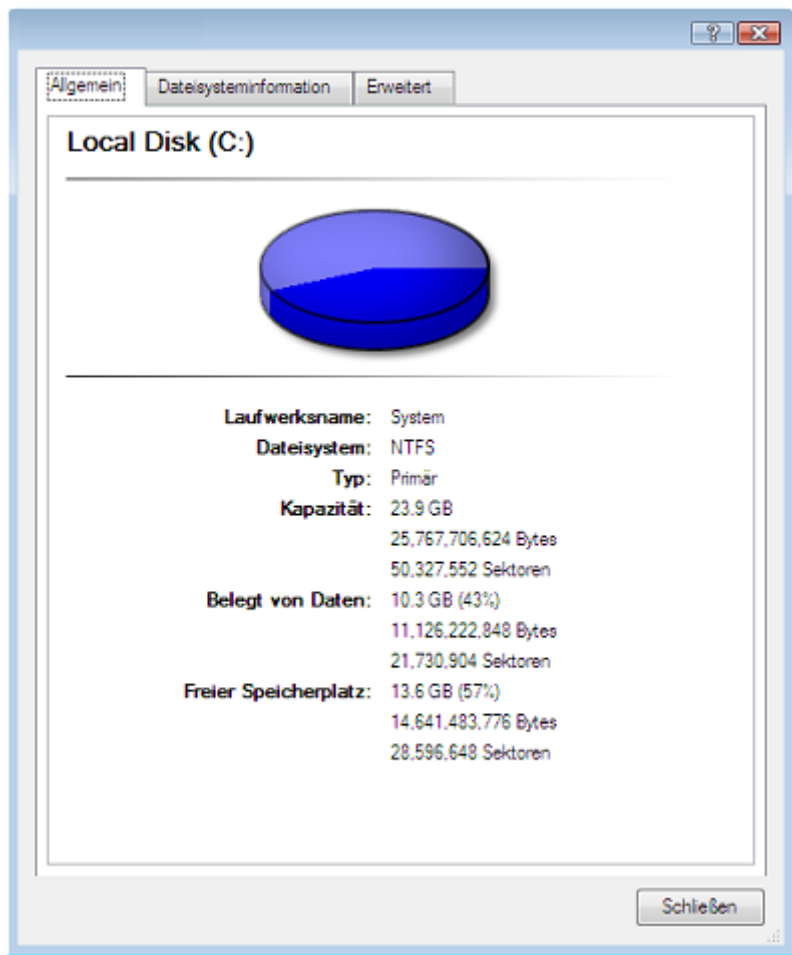 Allgemein Dateisysteminformation Erweitert
Local Disk (C:)
Laufwerksname: System
Dateisystem: NTFS
Typ: Primär
Kapazität: 23.9 GB
25,767,706,624 Bytes
50,327,552 Sektoren
Belegt von Daten: 10.3 GB (43%)
11,126,222,848 Bytes
21,730,904 Sektoren
Freier Speicherplatz: 13.6 GB (57%)
14,641,483,776 Bytes
28,596,648 Sektoren
Schließen